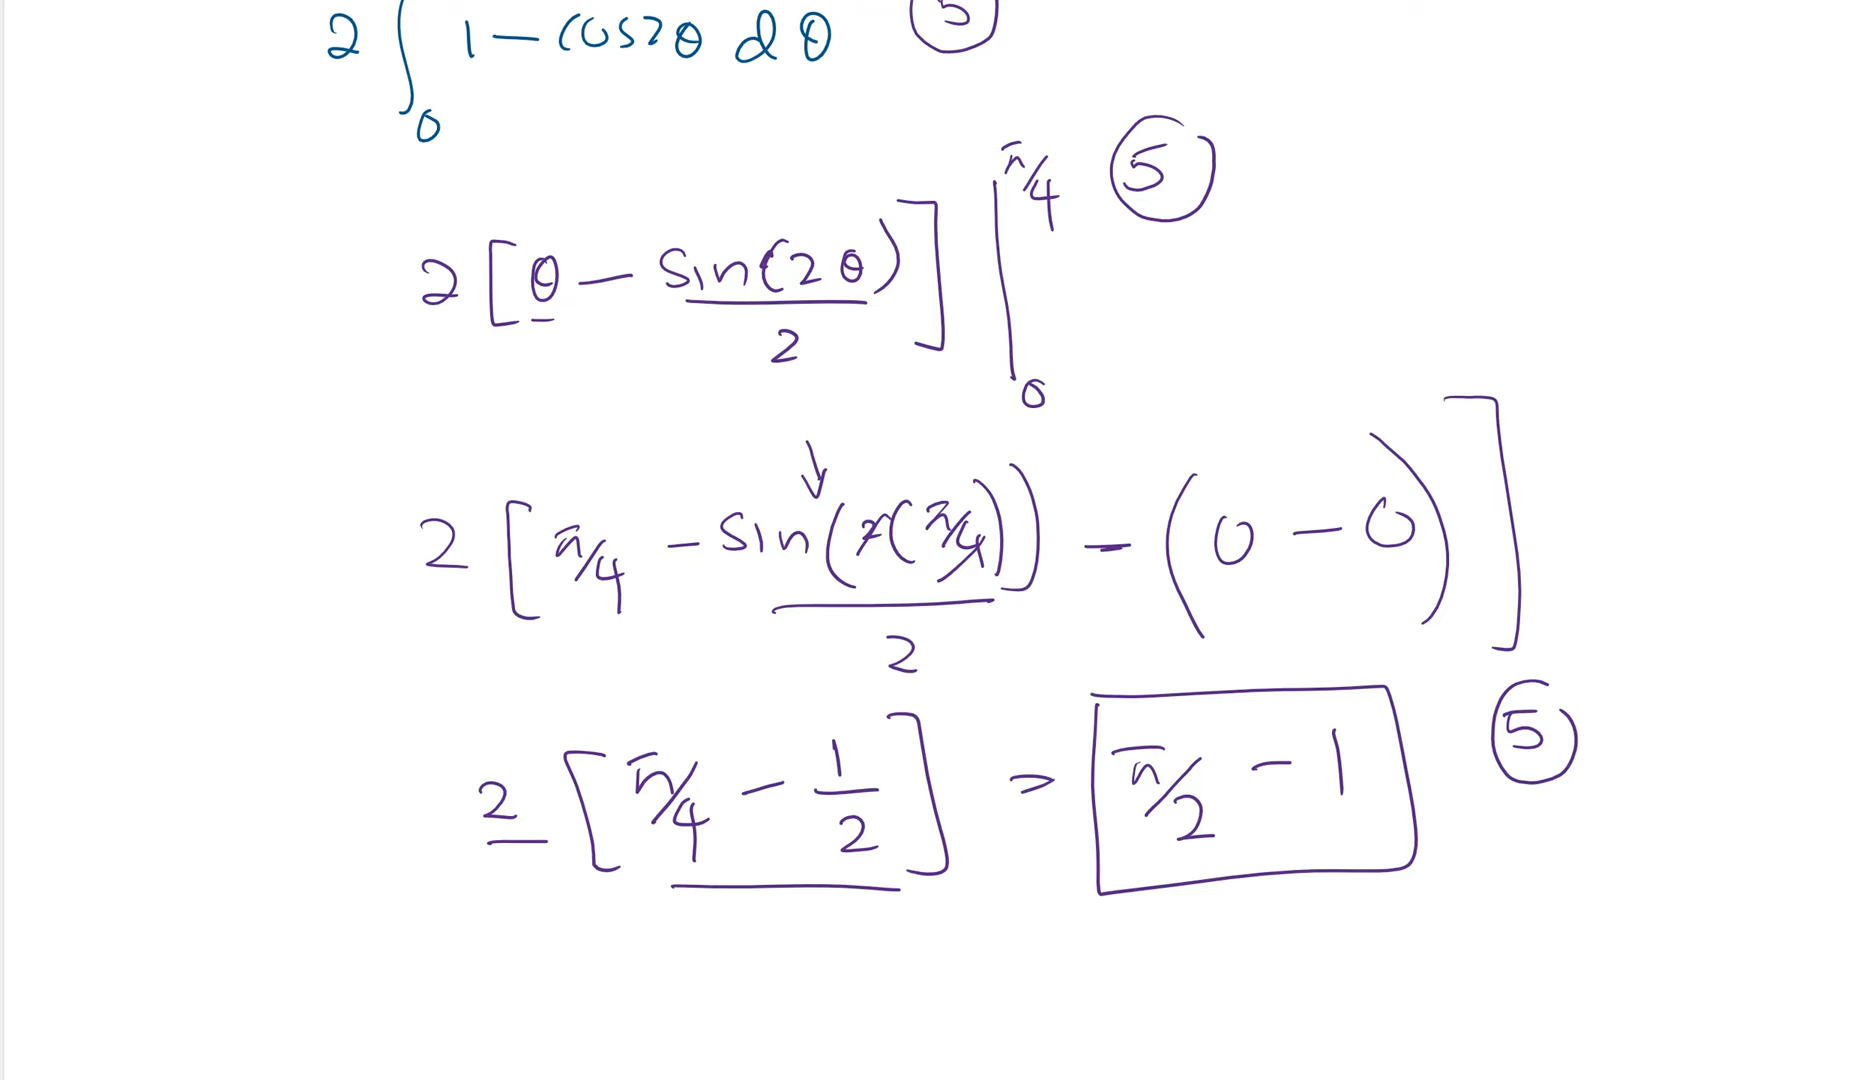 2 ∫₀ 1 − cos2θ dθ (5)
2 [θ − sin(2θ)/2] |₀^π/4 (5)
2 [π/4 − sin(2(π/4))/2 − (0 − 0)]
2 [π/4 − 1/2] = π/2 − 1 (5)